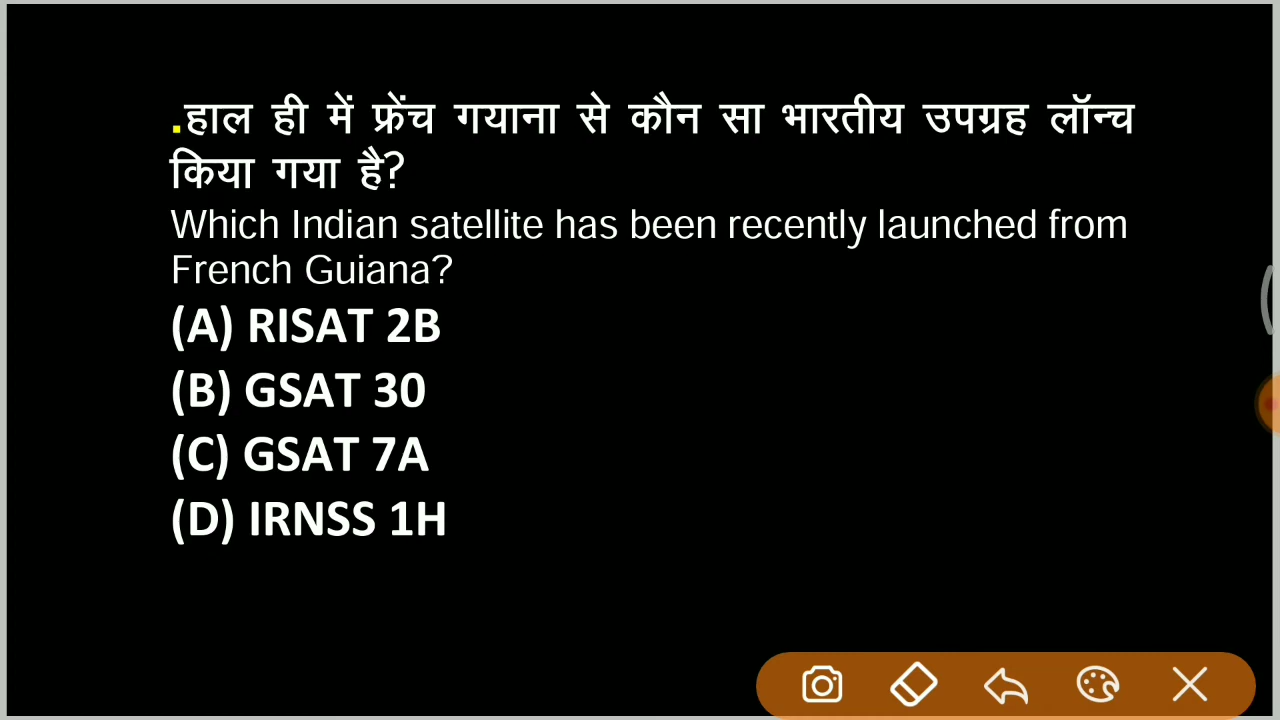 .हाल ही में फ्रेंच गयाना से कौन सा भारतीय उपग्रह लॉन्च
किया गया है?
Which Indian satellite has been recently launched from
French Guiana?
(A) RISAT 2B
(B) GSAT 30
(C) GSAT 7A
(D) IRNSS 1H